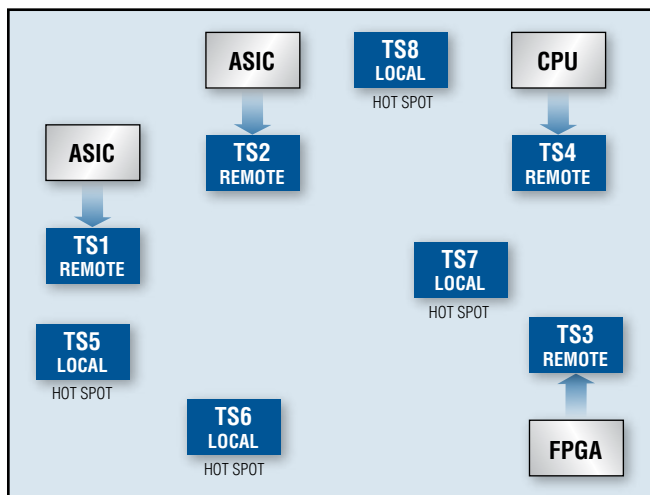 ASIC
TS8
LOCAL
HOT SPOT
CPU
ASIC
TS2
REMOTE
TS4
REMOTE
TS1
REMOTE
TS7
LOCAL
HOT SPOT
TS5
LOCAL
HOT SPOT
TS3
REMOTE
TS6
LOCAL
HOT SPOT
FPGA